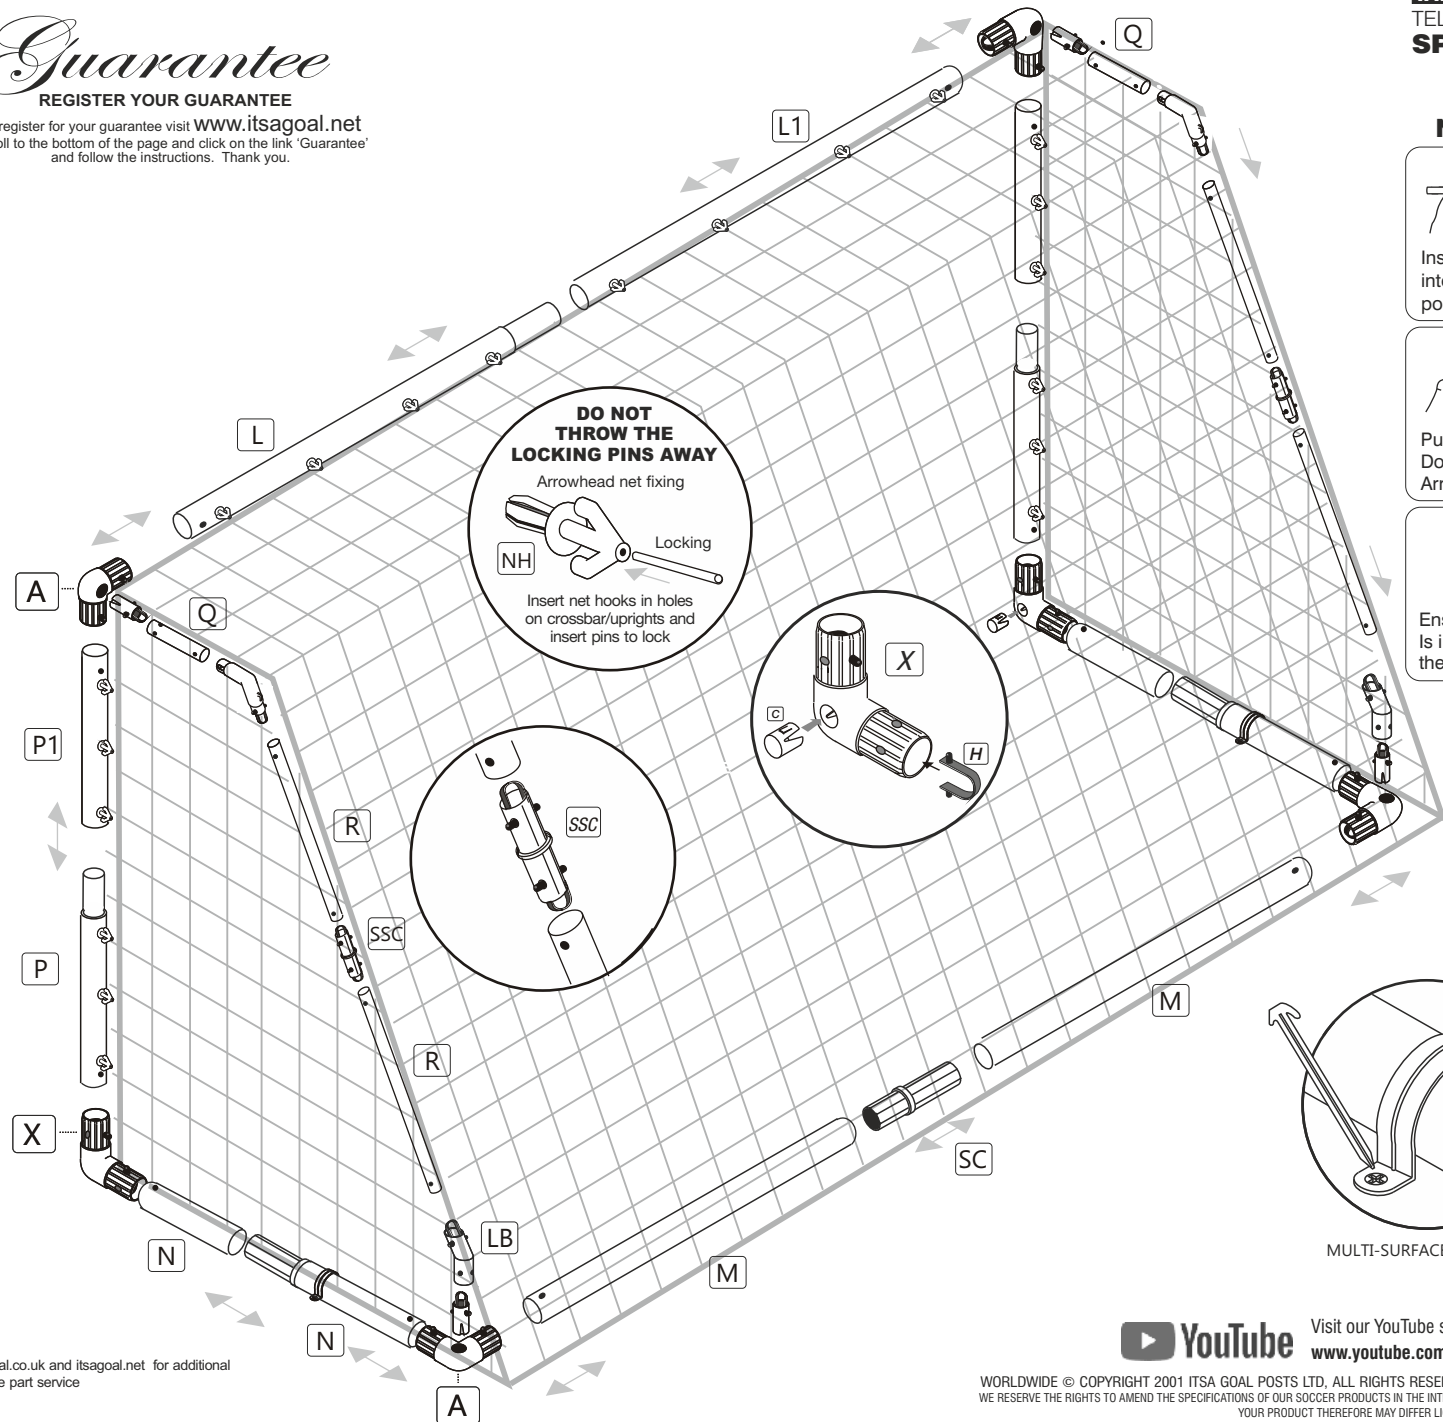 Guarantee
REGISTER YOUR GUARANTEE
register for your guarantee visit www.itsagoal.net
to the bottom of the page and click on the link 'Guarantee'
and follow the instructions. Thank you.
TEL
Q
L1
L
A
Q
P1
P
X
N
N
A
R
SSC
R
LB
M
SC
M
DO NOT
THROW THE
LOCKING PINS AWAY
Arrowhead net fixing
Locking
NH
Insert net hooks in holes
on crossbar/uprights and
insert pins to lock
X
C
H
SSC
Is i
the
MULTI-SURFACE
YouTube
Visit our YouTube s
www.youtube.com
al.co.uk and itsagoal.net for additional
e part service
WORLDWIDE © COPYRIGHT 2001 ITSA GOAL POSTS LTD, ALL RIGHTS RESE
WE RESERVE THE RIGHTS TO AMEND THE SPECIFICATIONS OF OUR SOCCER PRODUCTS IN THE INT
YOUR PRODUCT THEREFORE MAY DIFFER